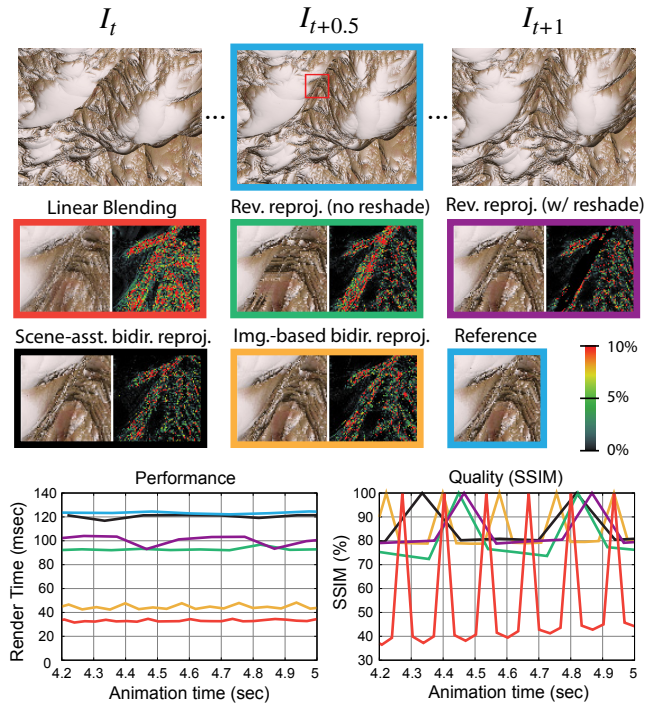 I_t I_{t+0.5} I_{t+1}
... ...
Linear Blending Rev. reproj. (no reshade) Rev. reproj. (w/ reshade)
Scene-asst. bidir. reproj. Img.-based bidir. reproj. Reference
10%
5%
0%
Performance
Render Time (msec)
140
120
100
80
60
40
20
0
4.2 4.3 4.4 4.5 4.6 4.7 4.8 4.9 5
Animation time (sec)
Quality (SSIM)
SSIM (%)
100
90
80
70
60
50
40
30
4.2 4.3 4.4 4.5 4.6 4.7 4.8 4.9 5
Animation time (sec)